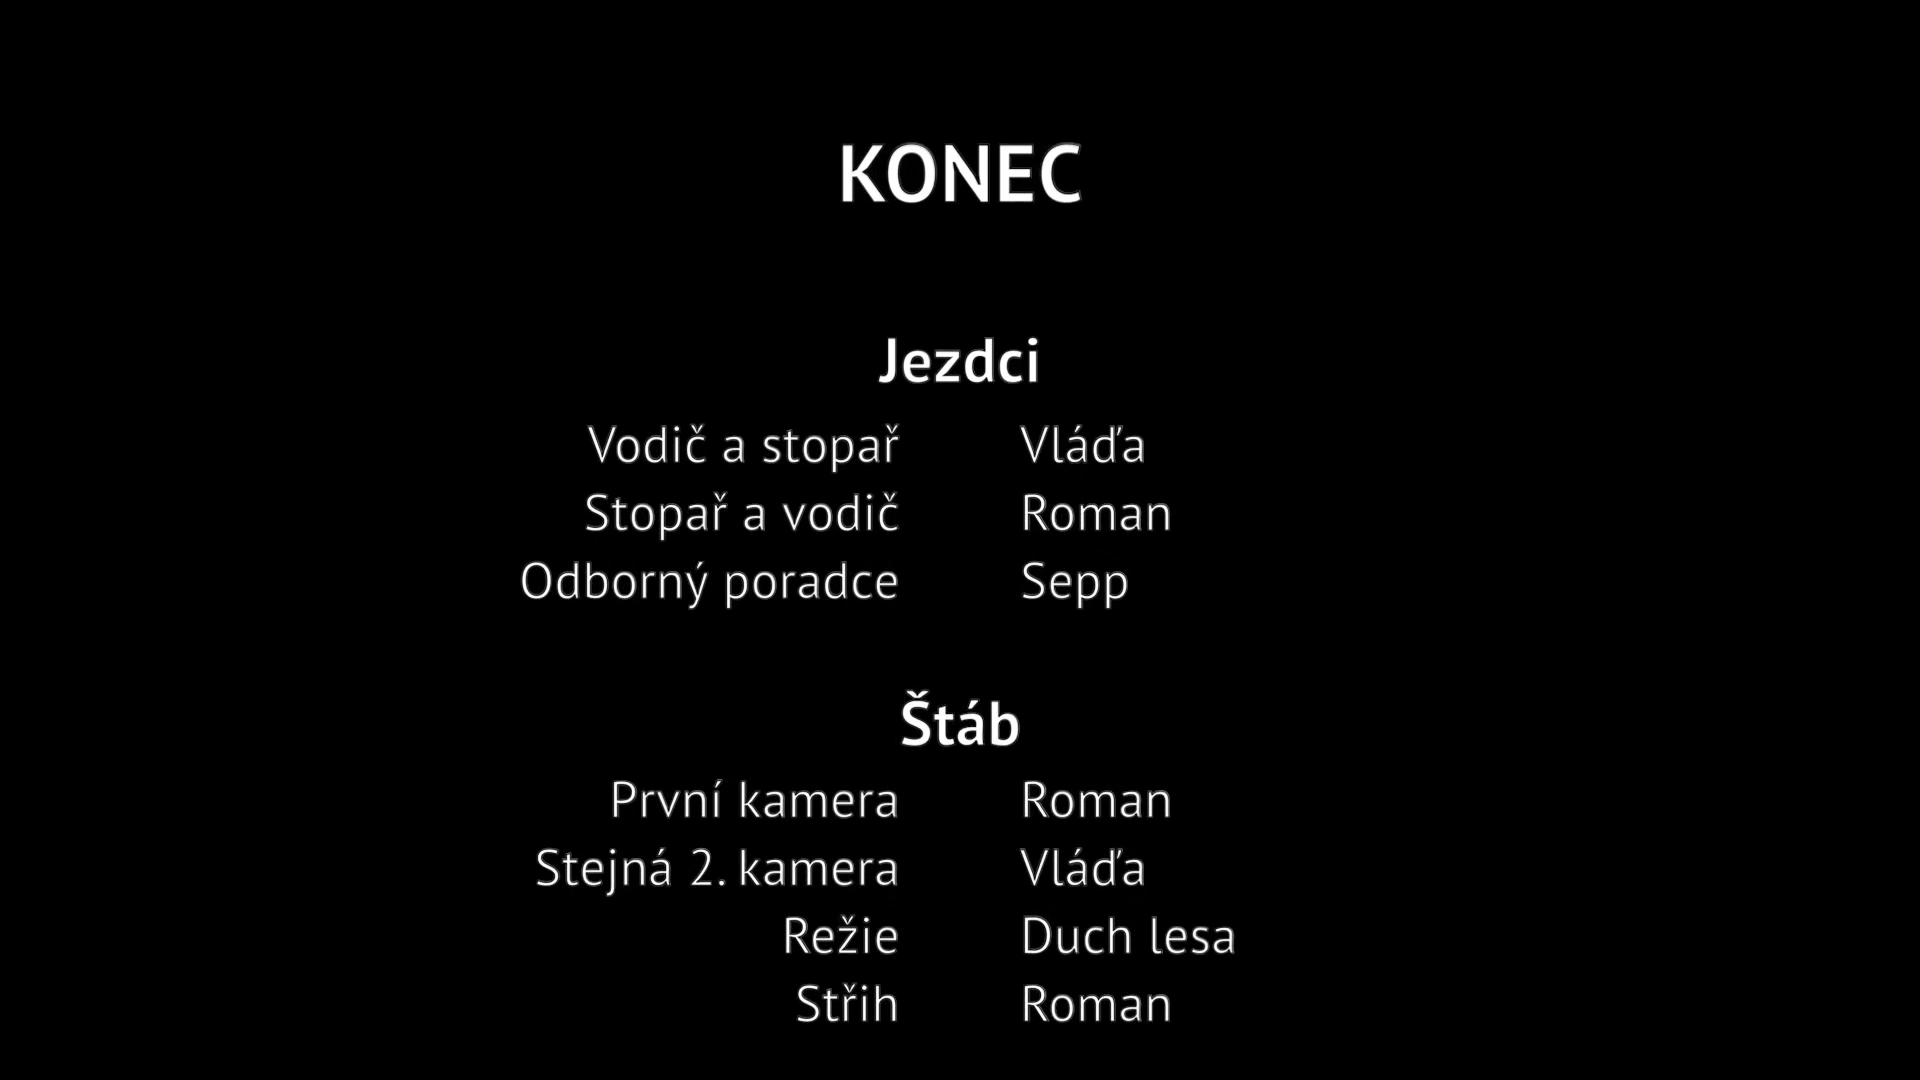 KONEC
Jezdci
Vodič a stopař Vláďa
Stopař a vodič Roman
Odborný poradce Sepp
Štáb
První kamera Roman
Stejná 2. kamera Vláďa
Režie Duch lesa
Střih Roman